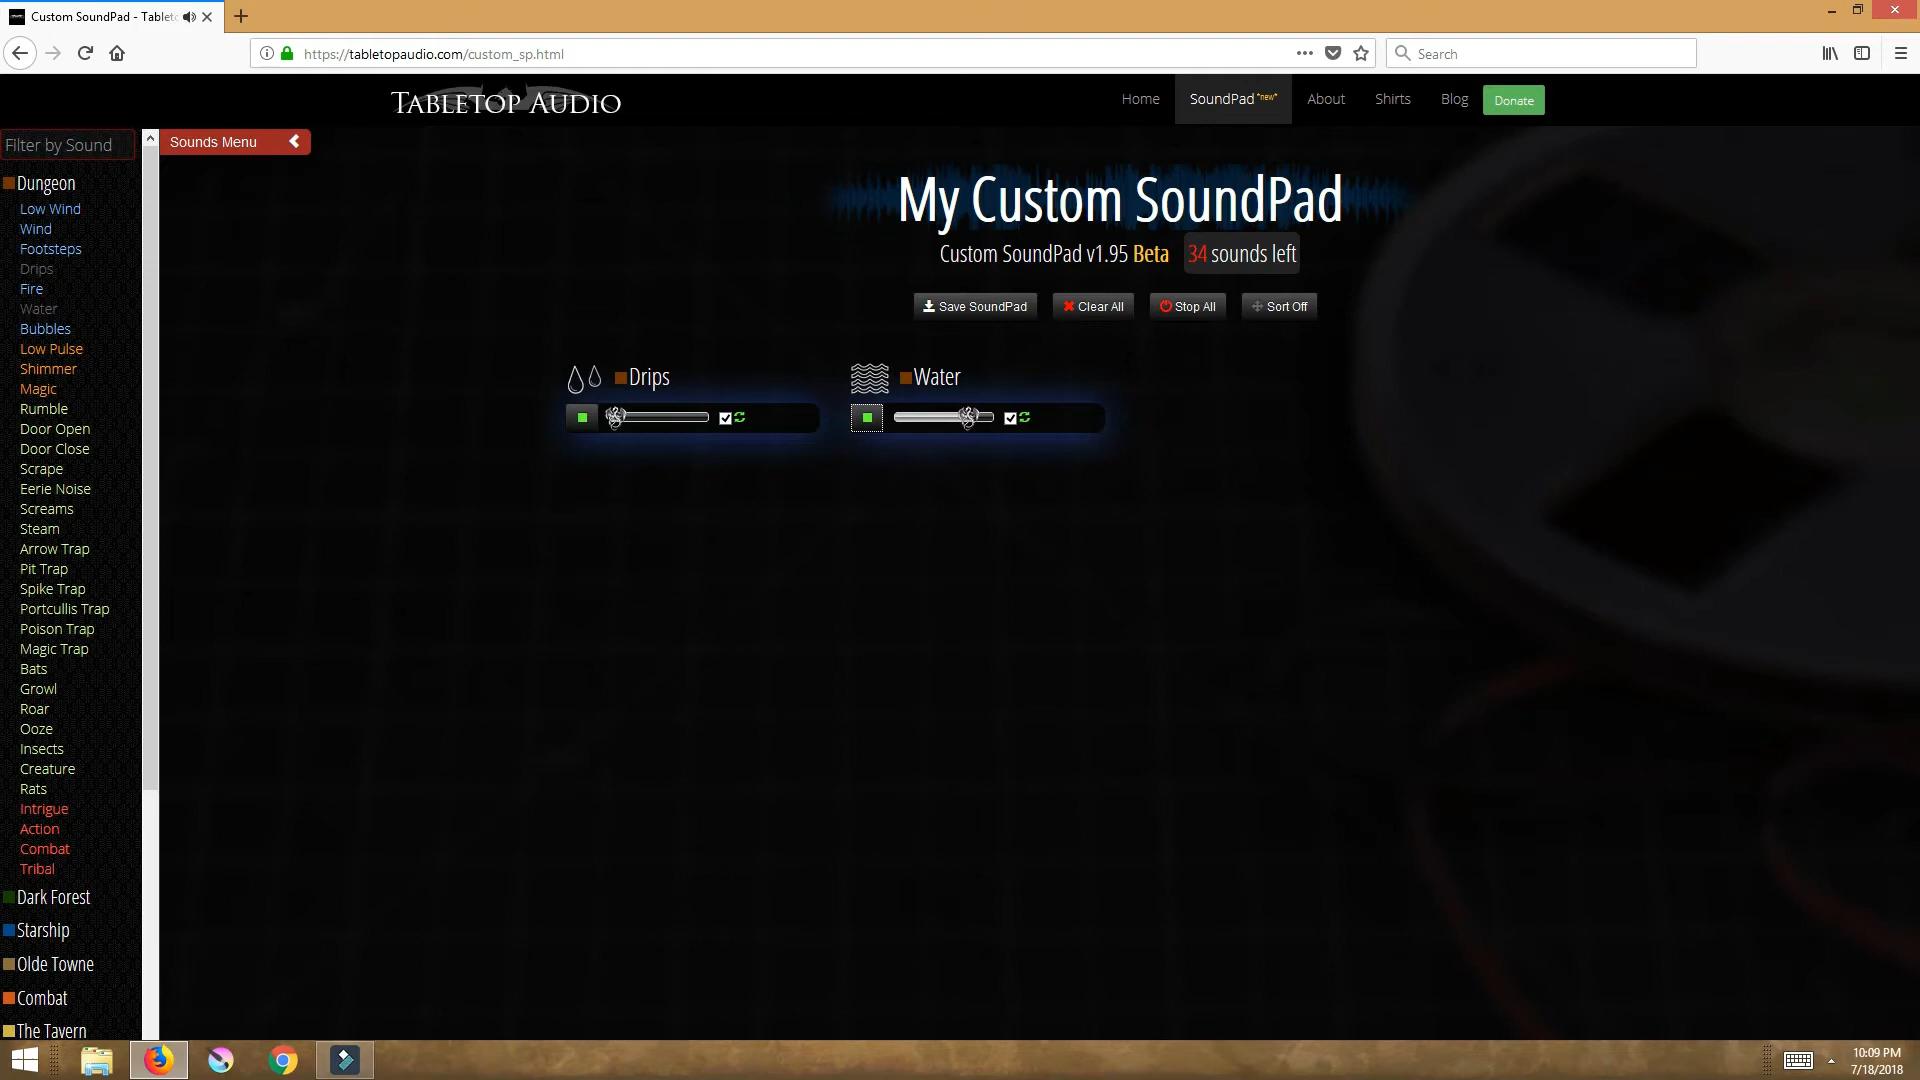 Custom SoundPad - Tablet
https://tabletopaudio.com/custom_sp.html
Search
TABLETOP AUDIO
Home
SoundPad *new*
About
Shirts
Blog
Donate
Filter by Sound
Sounds Menu
Dungeon
Low Wind
Wind
Footsteps
Drips
Fire
Water
Bubbles
Low Pulse
Shimmer
Magic
Rumble
Door Open
Door Close
Scrape
Eerie Noise
Screams
Steam
Arrow Trap
Pit Trap
Spike Trap
Portcullis Trap
Poison Trap
Magic Trap
Bats
Growl
Roar
Ooze
Insects
Creature
Rats
Intrigue
Action
Combat
Tribal
Dark Forest
Starship
Olde Towne
Combat
The Tavern
My Custom SoundPad
Custom SoundPad v1.95 Beta 34 sounds left
Save SoundPad
Clear All
Stop All
Sort Off
Drips
Water
10:09 PM
7/18/2018